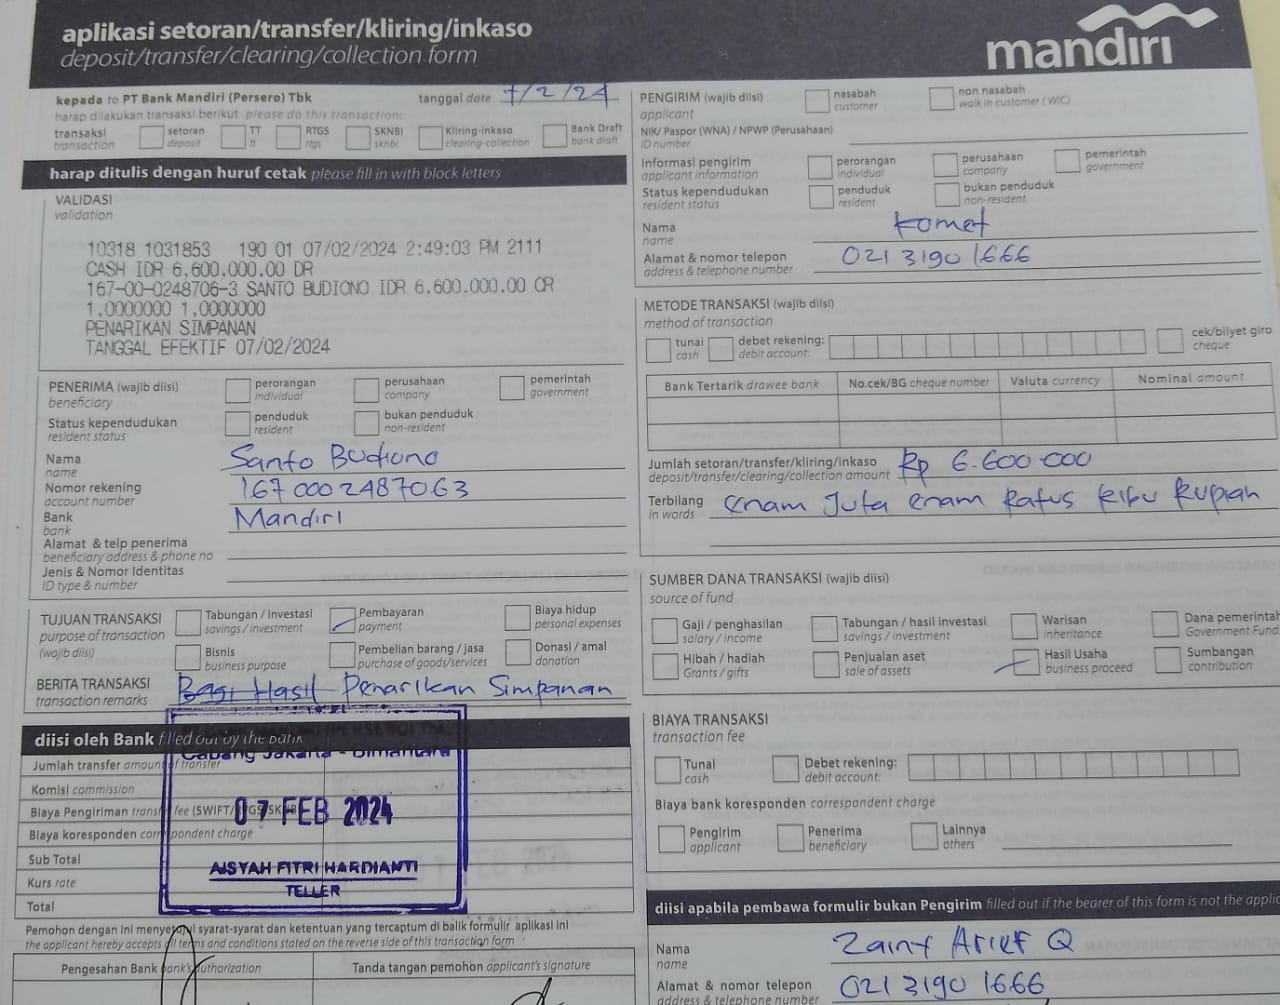 aplikasi setoran/transfer/kliring/inkaso
deposit/transfer/clearing/collection form
mandiri
kepada to PT Bank Mandiri (Persero) Tbk
tanggal date 7/2/24
harap dilakukan transaksi berikut please do this transaction:
transaksi
transaction
setoran
deposit
TT
tt
RTGS
rtgs
SKNBI
sknbi
Kliring-inkaso
clearing-collection
Bank Draft
bank draft
harap ditulis dengan huruf cetak please fill in with block letters
VALIDASI
validation
10318 1031853 190 01 07/02/2024 2:49:03 PM 2111
CASH IDR 6,600,000.00 DR
167-00-0248706-3 SANTO BUDIONO IDR 6.600.000.00 CR
1.0000000 1.0000000
PENARIKAN SIMPANAN
TANGGAL EFEKTIF 07/02/2024
PENERIMA (wajib diisi)
beneficiary
perorangan
individual
perusahaan
company
pemerintah
government
Status kependudukan
resident status
penduduk
resident
bukan penduduk
non-resident
Nama
name
Santo Budiono
Nomor rekening
account number
1670002487063
Bank
bank
Mandiri
Alamat & telp penerima
beneficiary address & phone no
Jenis & Nomor Identitas
ID type & number
TUJUAN TRANSAKSI
purpose of transaction
(wajib diisi)
Tabungan / investasi
savings / investment
Pembayaran
payment
Biaya hidup
personal expenses
Bisnis
business purpose
Pembelian barang / jasa
purchase of goods/services
Donasi / amal
donation
BERITA TRANSAKSI
transaction remarks
Bagi Hasil Penarikan Simpanan
diisi oleh Bank filled out by the bank
Cabang Jakarta - Bimantara
Jumlah transfer amount of transfer
Komisi commission
Biaya Pengiriman transfer fee (SWIFT/RTGS/SKNBI)
07 FEB 2024
Biaya koresponden correspondent charge
Sub Total
AISYAH FITRI HARDIANTI
Kurs rate
TELLER
Total
Pemohon dengan ini menyetujui syarat-syarat dan ketentuan yang tercantum di balik formulir aplikasi ini
the applicant hereby accepts all terms and conditions stated on the reverse side of this transaction form
Pengesahan Bank bank's authorization
Tanda tangan pemohon applicant's signature
PENGIRIM (wajib diisi)
applicant
nasabah
customer
non nasabah
walk in customer (WIC)
NIK/ Paspor (WNA) / NPWP (Perusahaan)
ID number
Informasi pengirim
applicant information
perorangan
individual
perusahaan
company
pemerintah
government
Status kependudukan
resident status
penduduk
resident
bukan penduduk
non-resident
Nama
name
Komet
Alamat & nomor telepon
address & telephone number
021 3190 1666
METODE TRANSAKSI (wajib diisi)
method of transaction
tunai
cash
debet rekening:
debit account:
cek/bilyet giro
cheque
Bank Tertarik drawee bank
No.cek/BG cheque number
Valuta currency
Nominal amount
Jumlah setoran/transfer/kliring/inkaso
deposit/transfer/clearing/collection amount
Rp 6.600.000
Terbilang
in words
Enam Juta enam Ratus Ribu Rupiah
SUMBER DANA TRANSAKSI (wajib diisi)
source of fund
Gaji / penghasilan
salary / income
Tabungan / hasil investasi
savings / investment
Warisan
inheritance
Dana pemerintah
Government Fund
Hibah / hadiah
Grants / gifts
Penjualan aset
sale of assets
Hasil Usaha
business proceed
Sumbangan
contribution
BIAYA TRANSAKSI
transaction fee
Tunai
cash
Debet rekening:
debit account:
Biaya bank koresponden correspondent charge
Pengirim
applicant
Penerima
beneficiary
Lainnya
others
diisi apabila pembawa formulir bukan Pengirim filled out if the bearer of this form is not the applic
Nama
name
Zainy Arief Q
Alamat & nomor telepon
address & telephone number
021 3190 1666